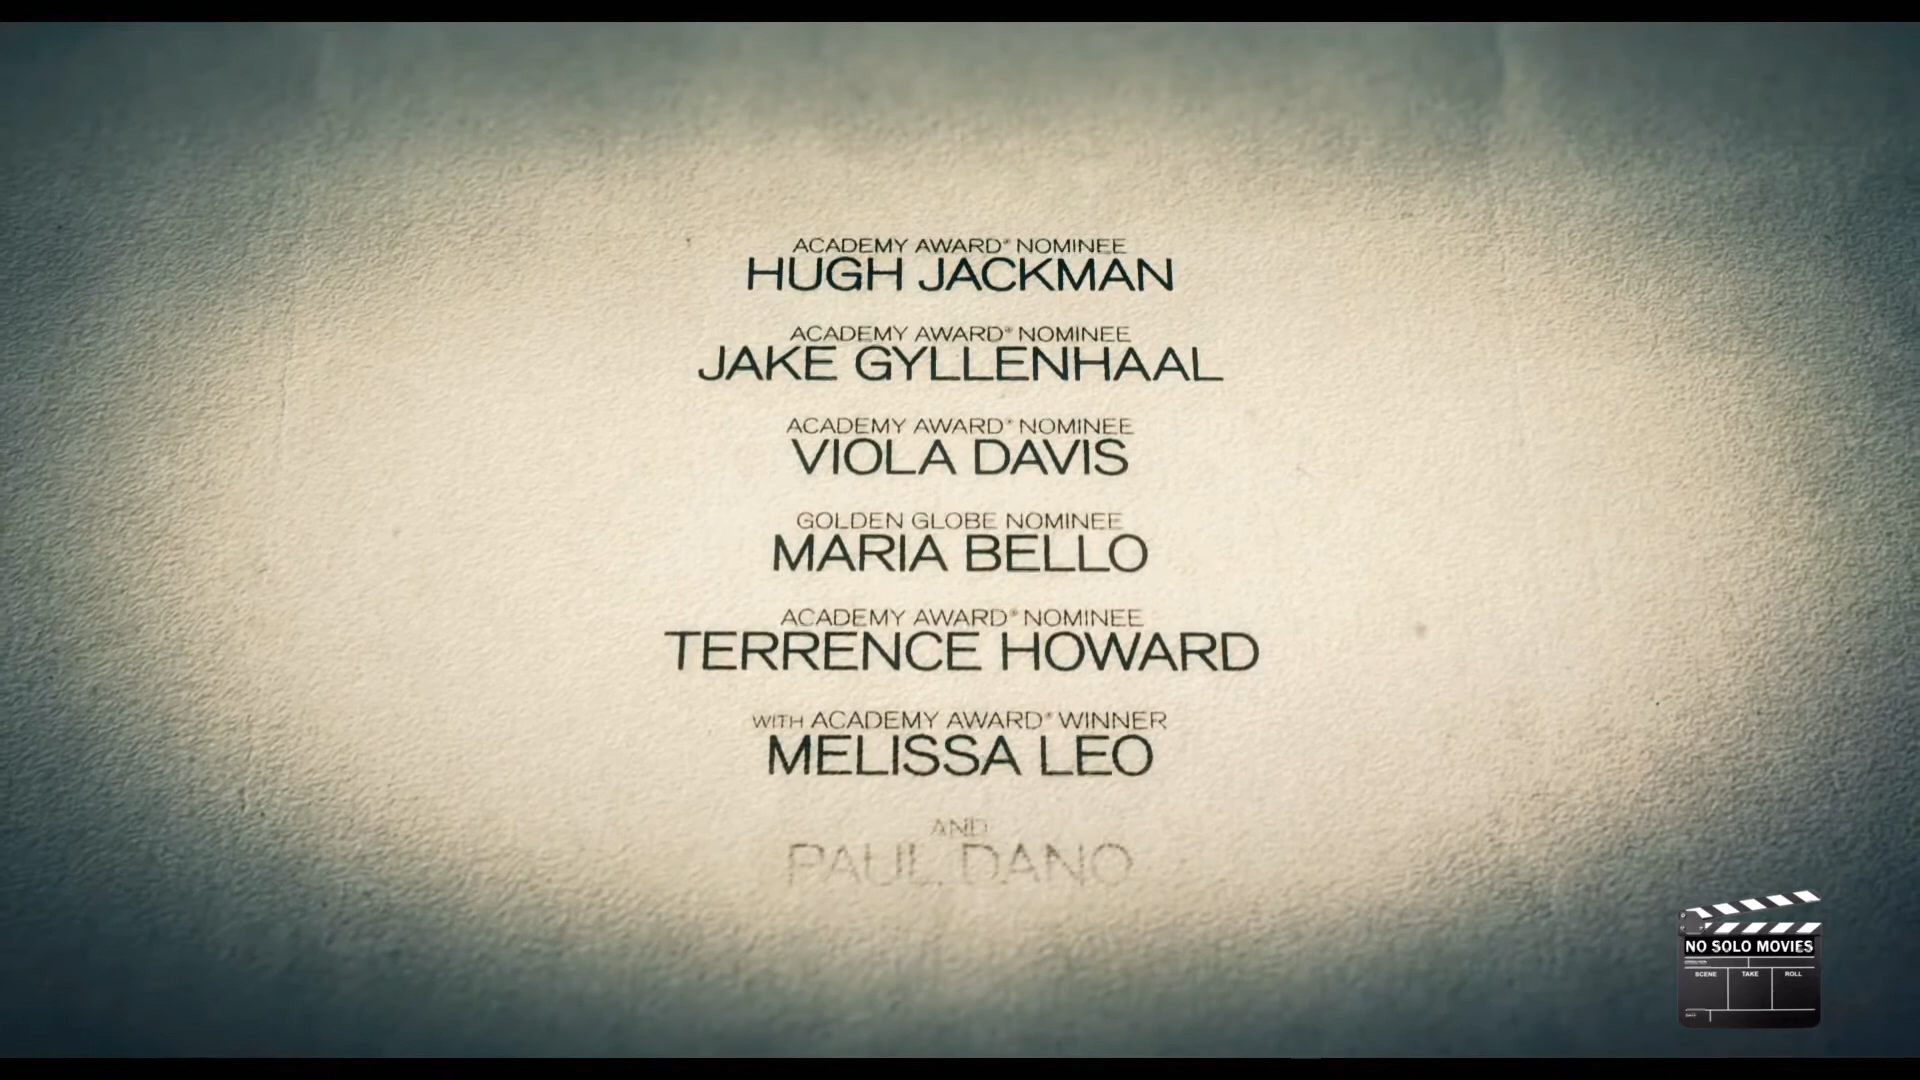 ACADEMY AWARD® NOMINEE
HUGH JACKMAN
ACADEMY AWARD® NOMINEE
JAKE GYLLENHAAL
ACADEMY AWARD® NOMINEE
VIOLA DAVIS
GOLDEN GLOBE NOMINEE
MARIA BELLO
ACADEMY AWARD® NOMINEE
TERRENCE HOWARD
WITH ACADEMY AWARD® WINNER
MELISSA LEO
AND
PAUL DANO
NO SOLO MOVIES
SCENE TAKE ROLL
DATE